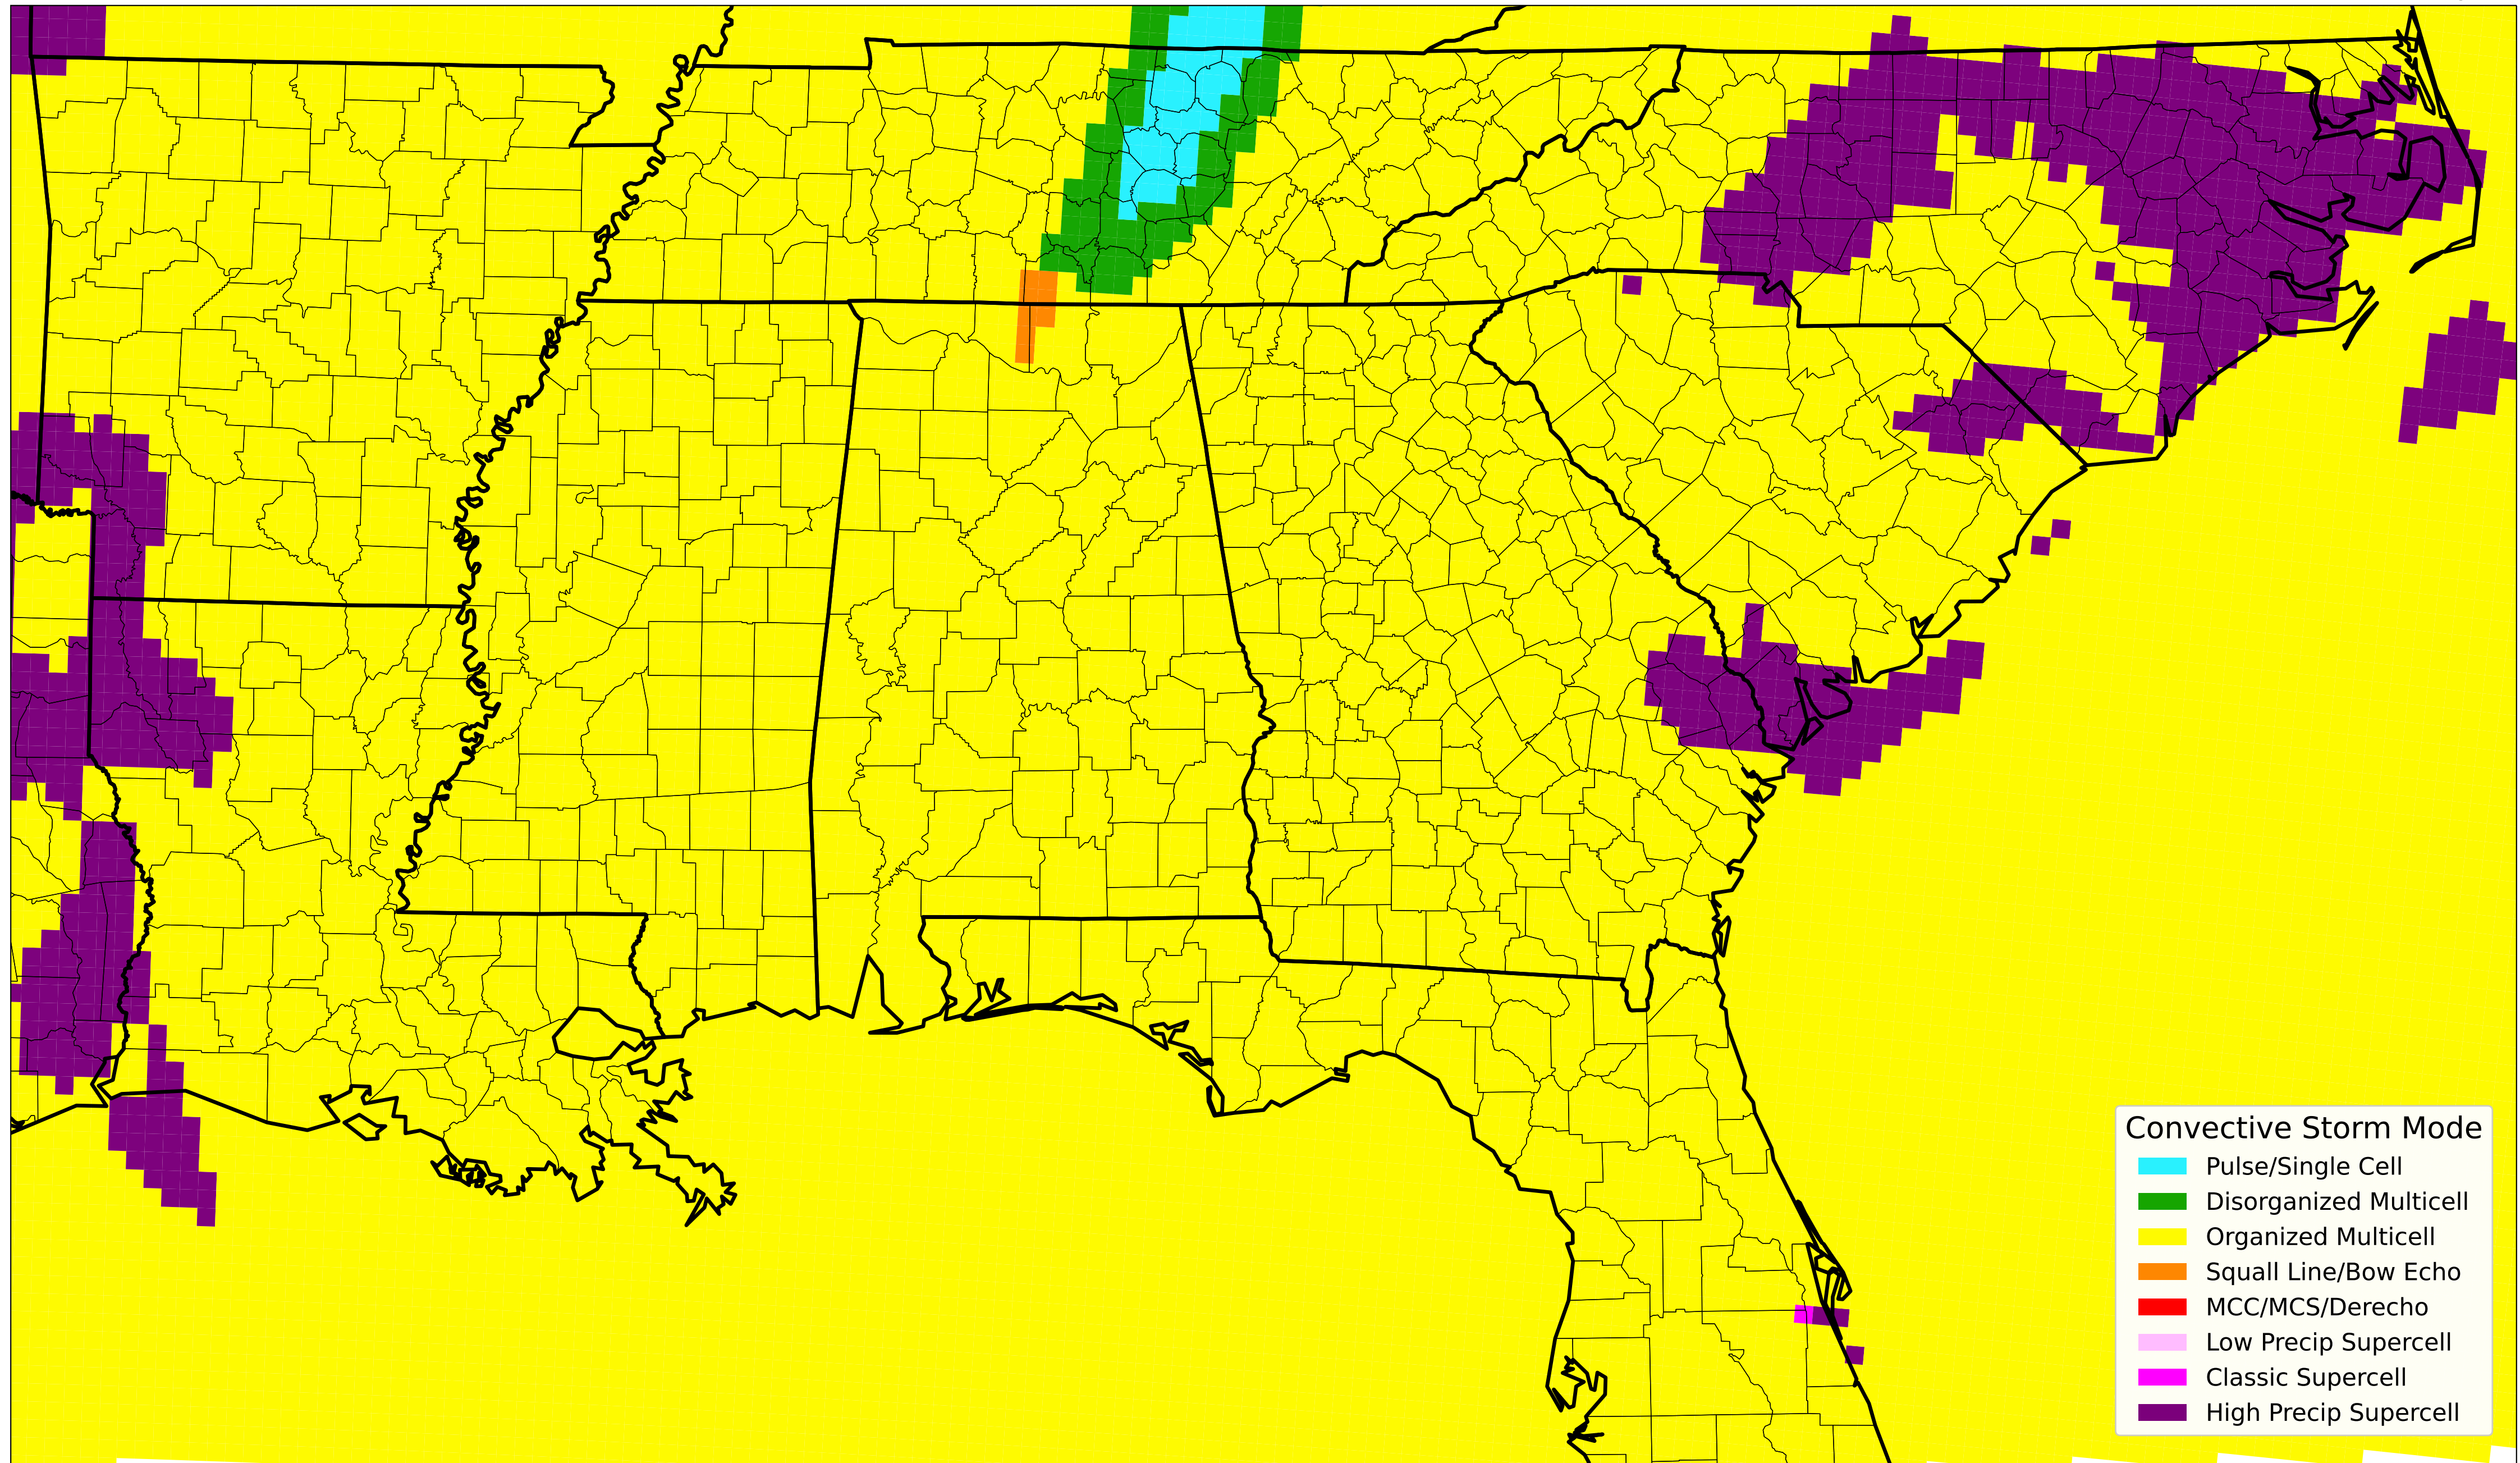 Convective Storm Mode
Pulse/Single Cell
Disorganized Multicell
Organized Multicell
Squall Line/Bow Echo
MCC/MCS/Derecho
Low Precip Supercell
Classic Supercell
High Precip Supercell